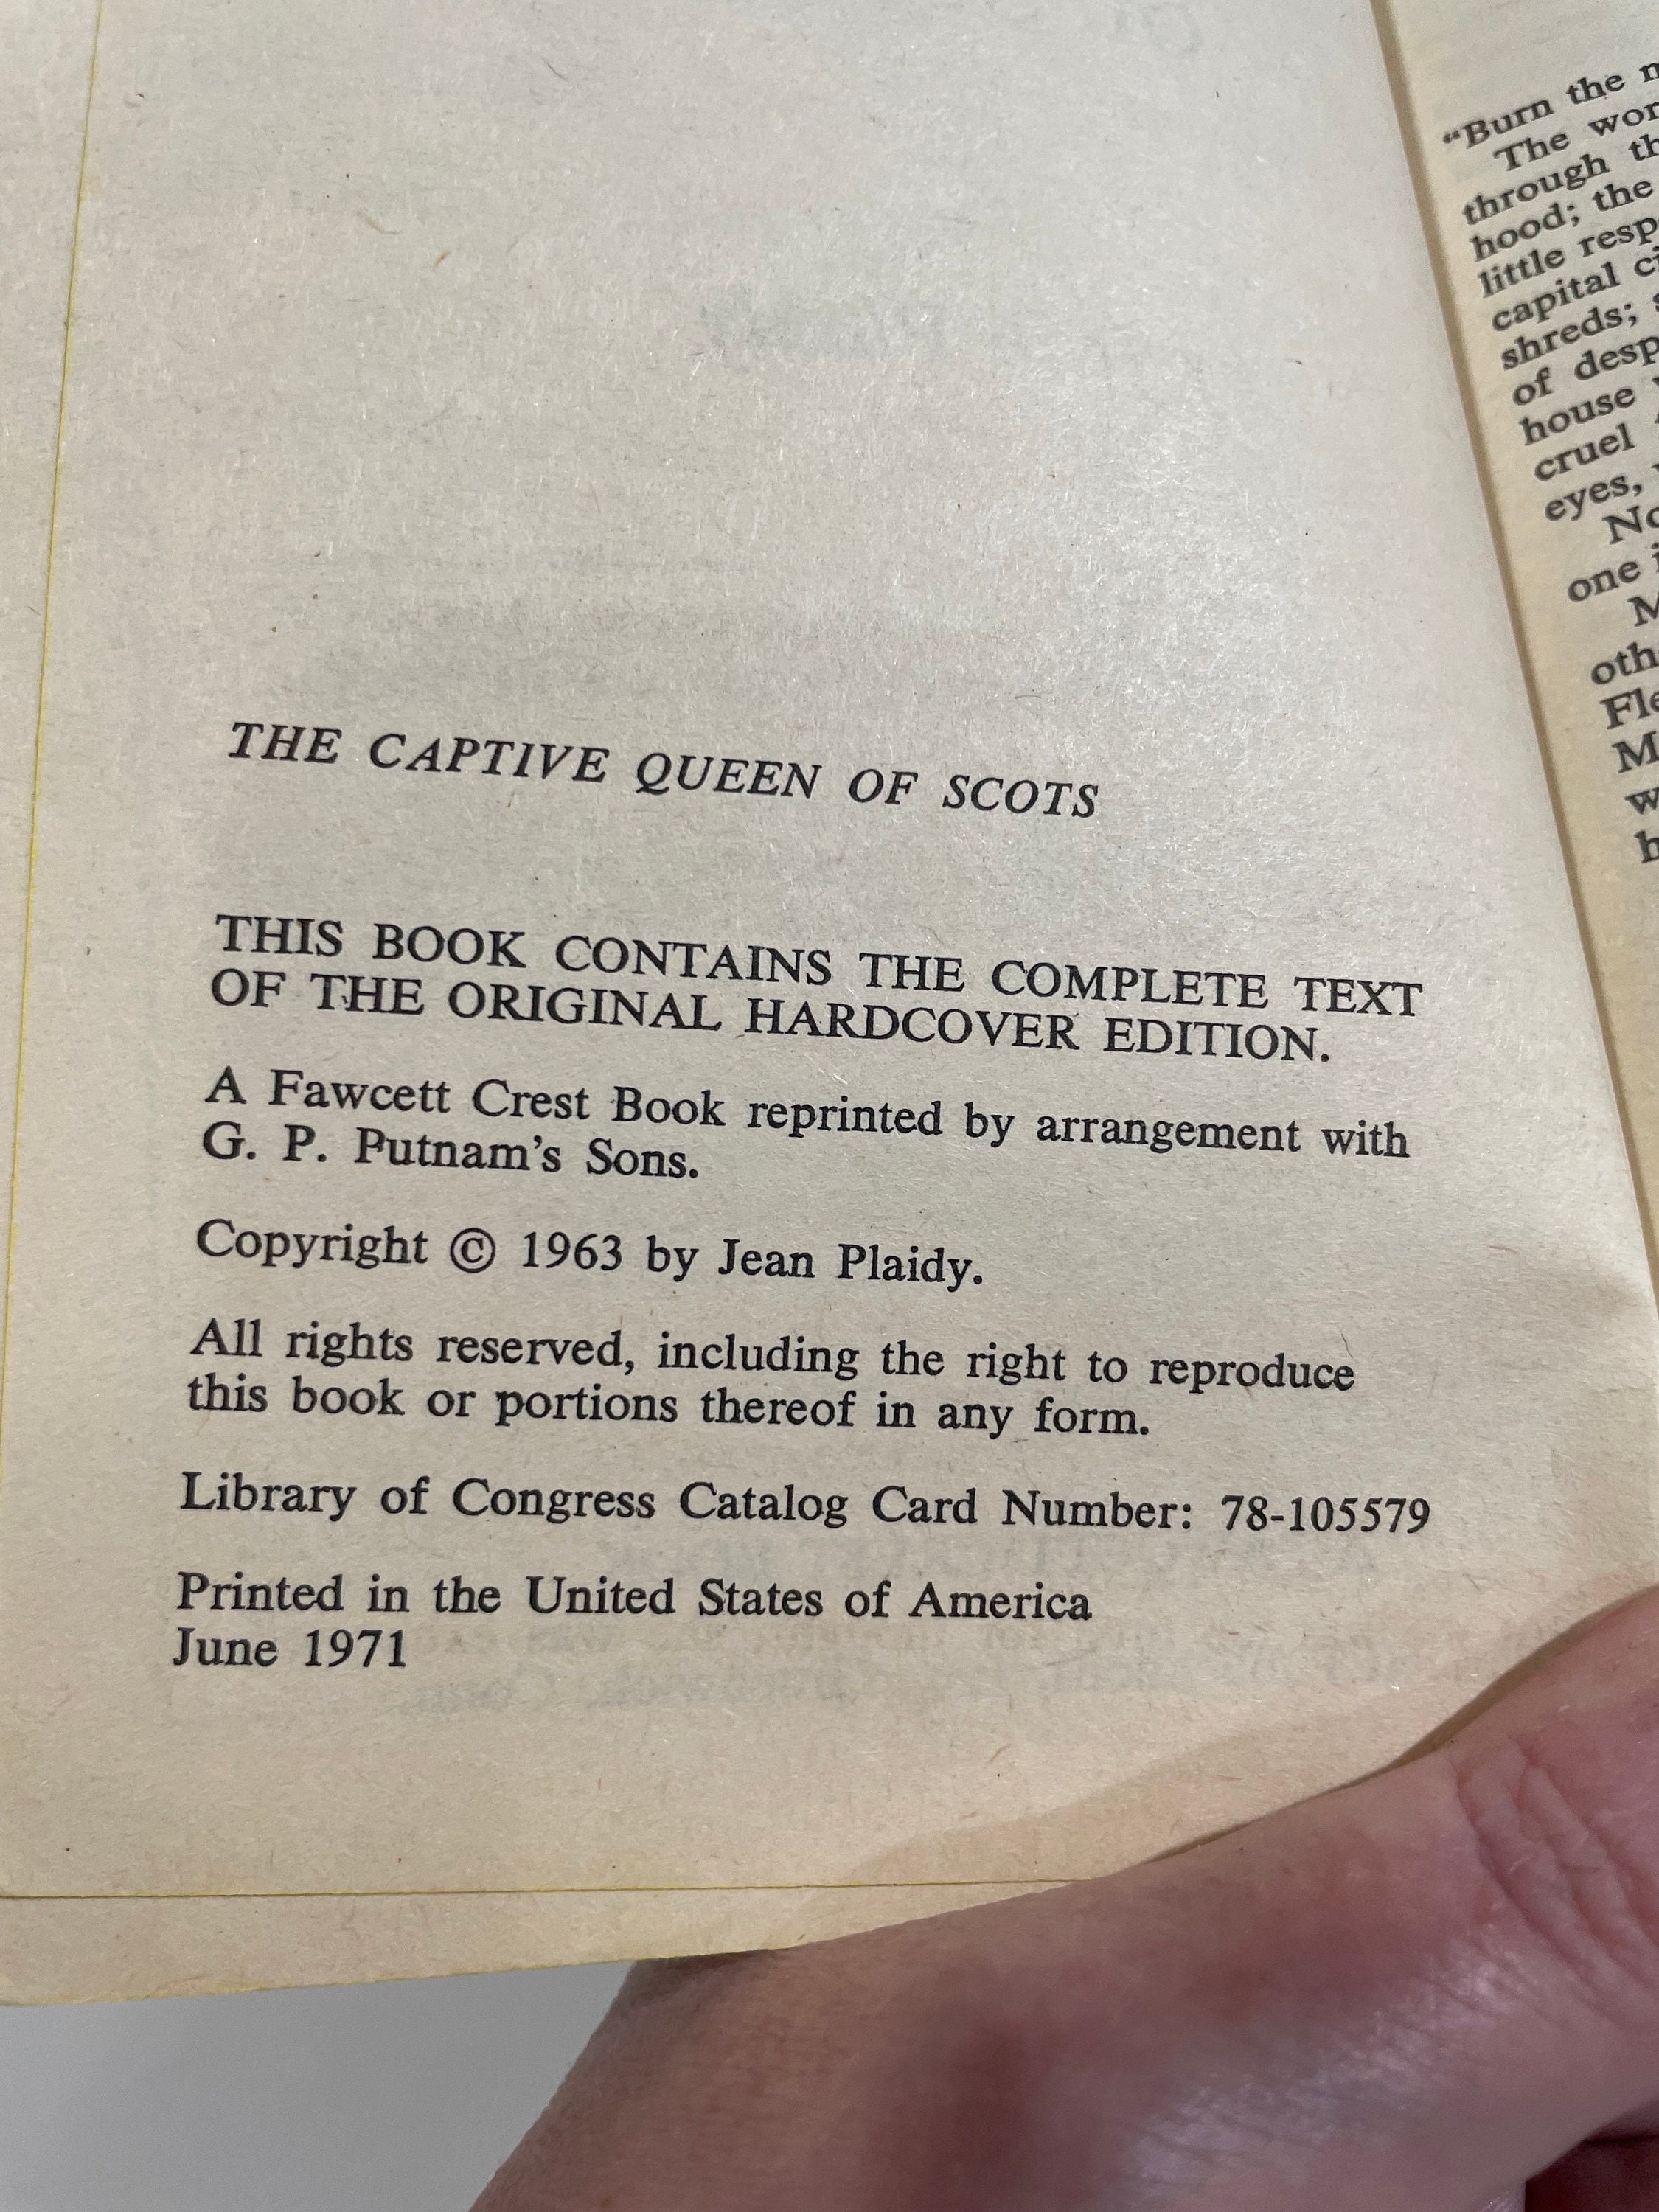 THE CAPTIVE QUEEN OF SCOTS
THIS BOOK CONTAINS THE COMPLETE TEXT
OF THE ORIGINAL HARDCOVER EDITION.
A Fawcett Crest Book reprinted by arrangement with
G. P. Putnam's Sons.
Copyright © 1963 by Jean Plaidy.
All rights reserved, including the right to reproduce
this book or portions thereof in any form.
Library of Congress Catalog Card Number: 78-105579
Printed in the United States of America
June 1971
"Burn the
The
through
hood; the
little
capital
shreds;
of
house
cruel
eyes,
one